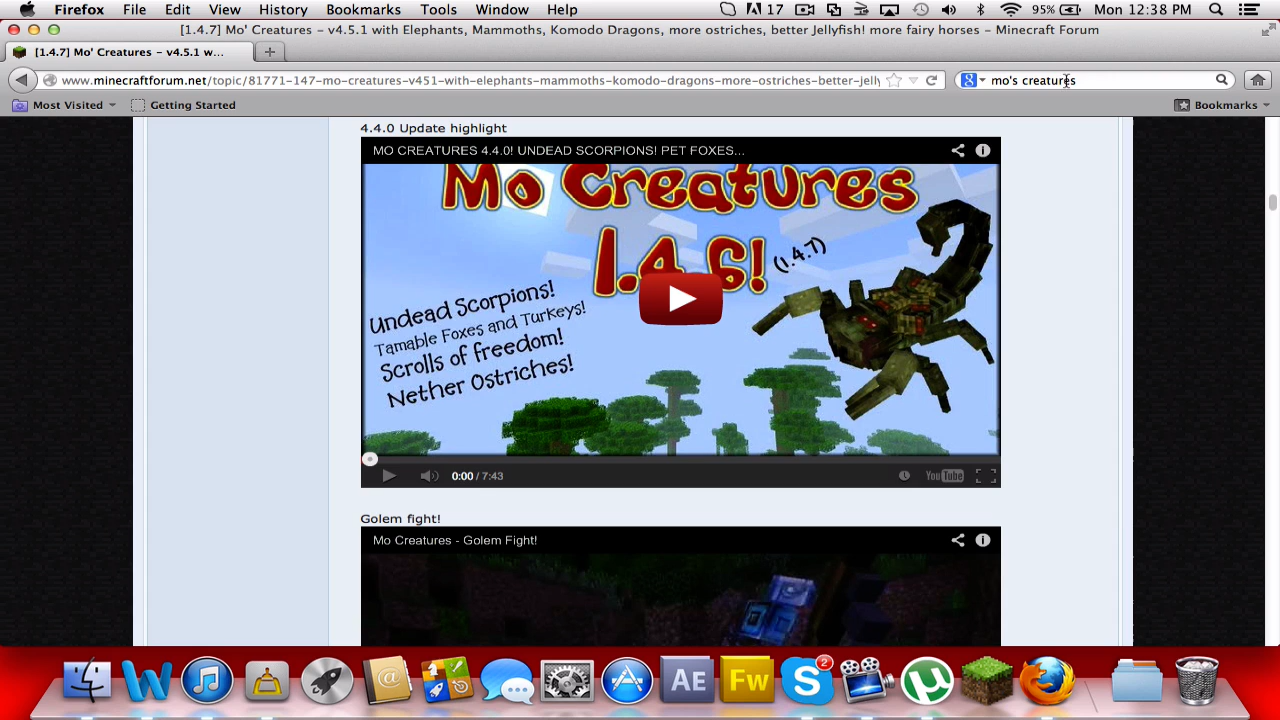 Firefox File Edit View History Bookmarks Tools Window Help 17 95% Mon 12:38 PM
[1.4.7] Mo' Creatures – v4.5.1 with Elephants, Mammoths, Komodo Dragons, more ostriches, better Jellyfish! more fairy horses – Minecraft Forum
[1.4.7] Mo' Creatures – v4.5.1 w...
www.minecraftforum.net/topic/81771-147-mo-creatures-v451-with-elephants-mammoths-komodo-dragons-more-ostriches-better-jelly
mo's creatures
Most Visited Getting Started Bookmarks
4.4.0 Update highlight
MO CREATURES 4.4.0! UNDEAD SCORPIONS! PET FOXES...
Mo Creatures
1.4.6!
(1.4.7)
Undead Scorpions!
Tamable Foxes and Turkeys!
Scrolls of freedom!
Nether Ostriches!
0:00 / 7:43 YouTube
Golem fight!
Mo Creatures - Golem Fight!
W @ AE Fw S 2 µ